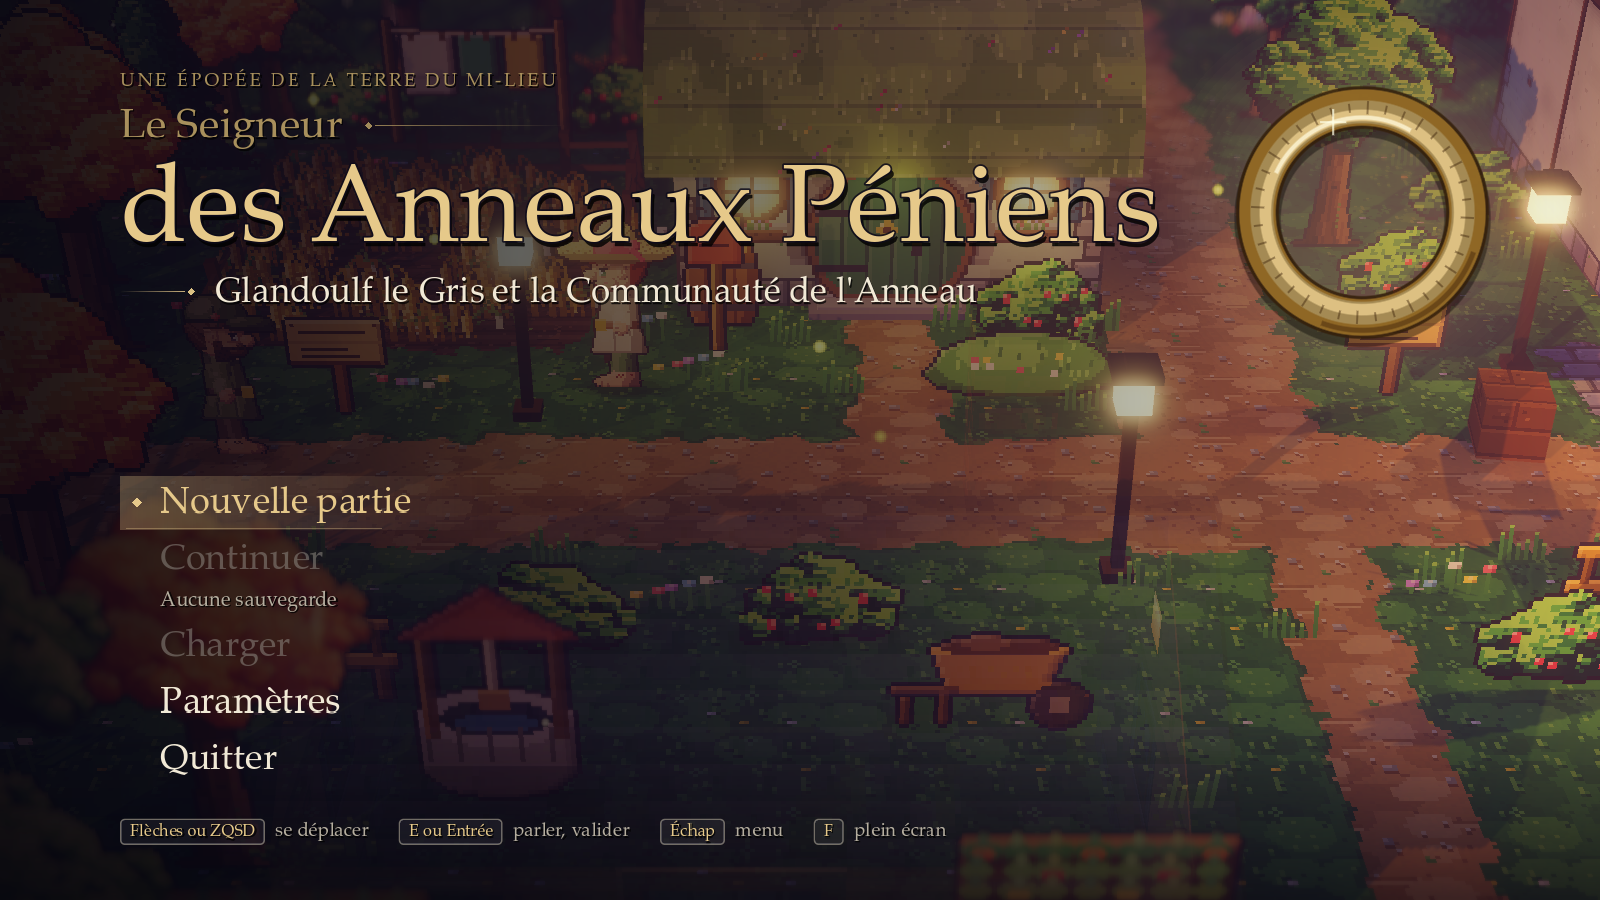 UNE ÉPOPÉE DE LA TERRE DU MI-LIEU
Le Seigneur
des Anneaux Péniens
Glandoulf le Gris et la Communauté de l'Anneau
Nouvelle partie
Continuer
Aucune sauvegarde
Charger
Paramètres
Quitter
Flèches ou ZQSD se déplacer E ou Entrée parler, valider Échap menu F plein écran